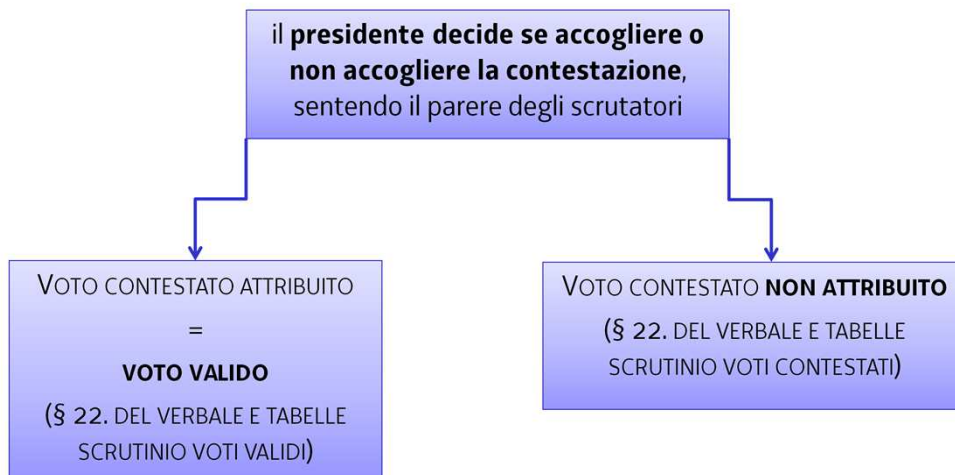 il presidente decide se accogliere o
non accogliere la contestazione,
sentendo il parere degli scrutatori
VOTO CONTESTATO ATTRIBUITO
=
VOTO VALIDO
(§ 22. DEL VERBALE E TABELLE
SCRUTINIO VOTI VALIDI)
VOTO CONTESTATO NON ATTRIBUITO
(§ 22. DEL VERBALE E TABELLE
SCRUTINIO VOTI CONTESTATI)